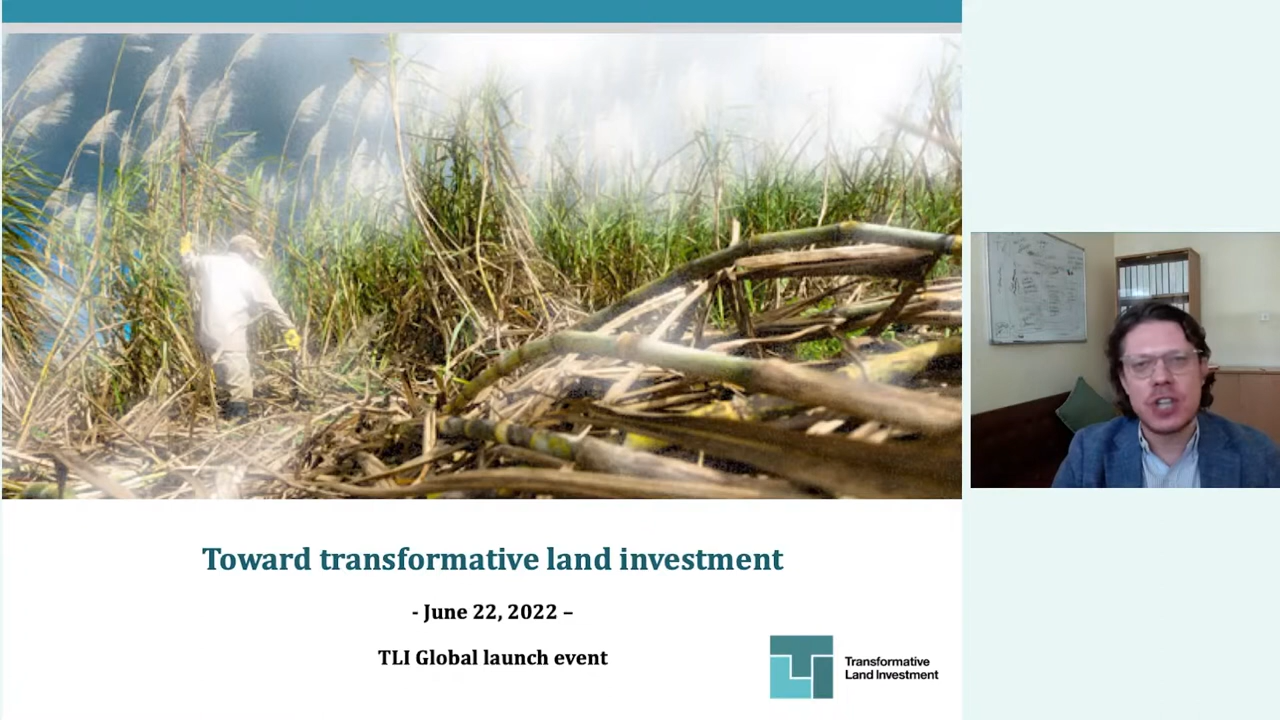 Toward transformative land investment
- June 22, 2022 –
TLI Global launch event
Transformative
Land Investment